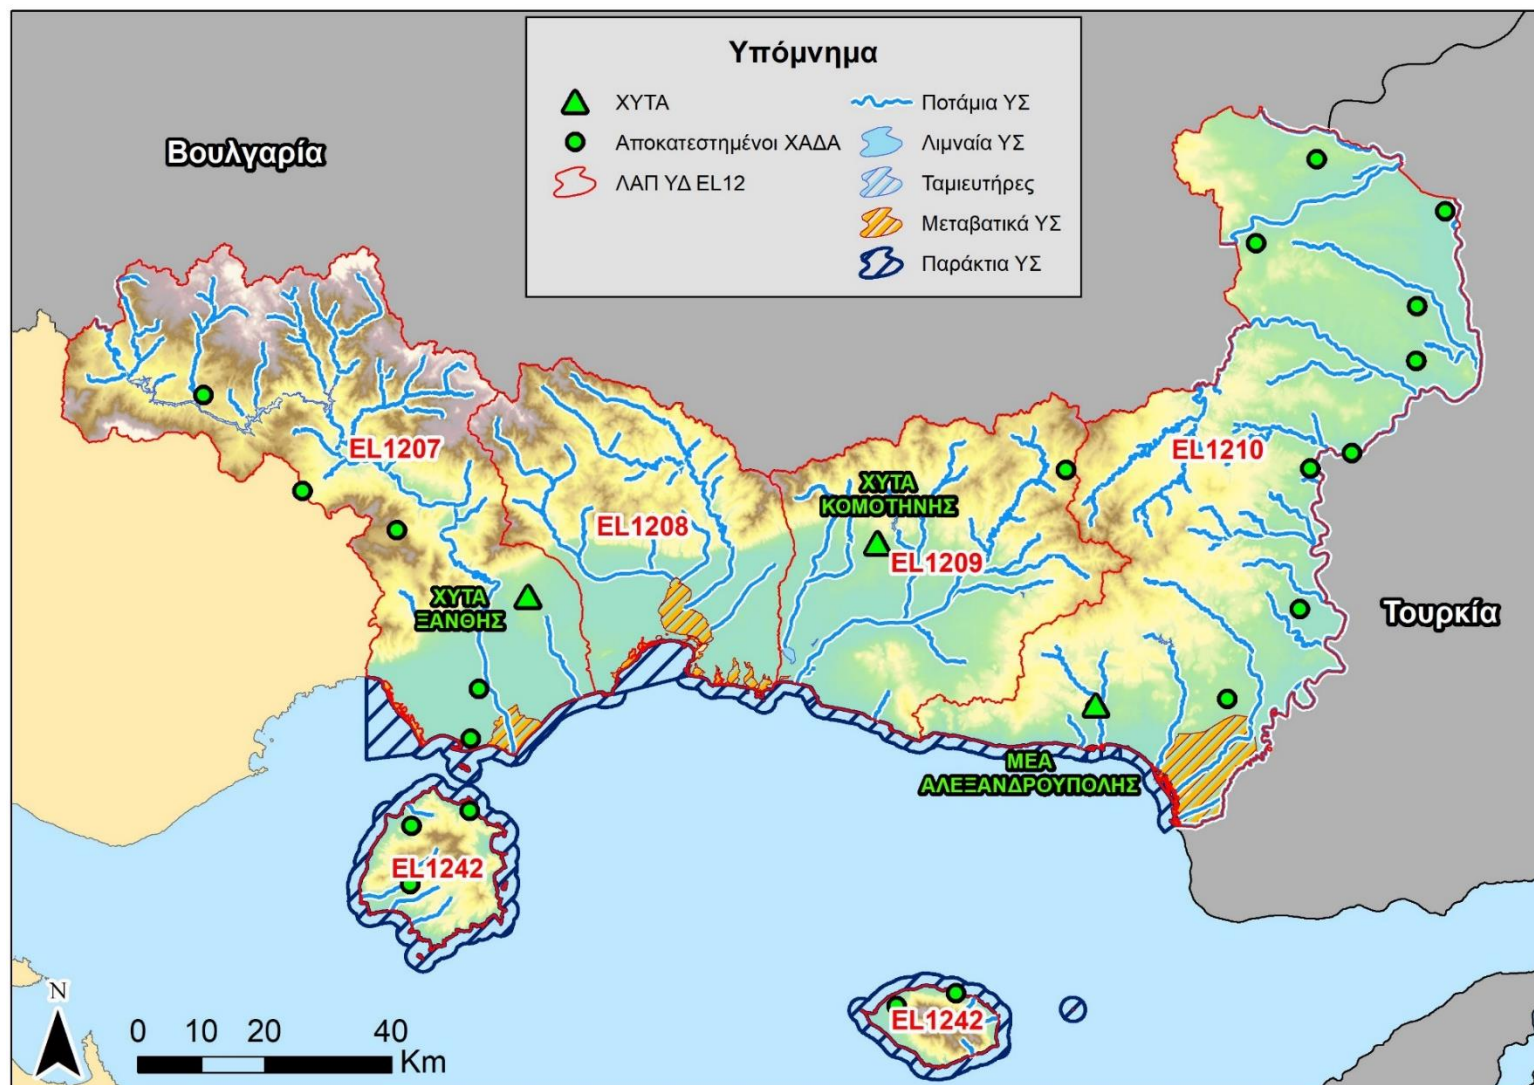 Υπόμνημα
ΧΥΤΑ
Αποκατεστημένοι ΧΑΔΑ
ΛΑΠ ΥΔ EL12
Ποτάμια ΥΣ
Λιμναία ΥΣ
Ταμιευτήρες
Μεταβατικά ΥΣ
Παράκτια ΥΣ
Βουλγαρία
EL1207
EL1208
ΧΥΤΑ
ΚΟΜΟΤΗΝΗΣ
EL1209
EL1210
ΧΥΤΑ
ΞΑΝΘΗΣ
Τουρκία
ΜΕΑ
ΑΛΕΞΑΝΔΡΟΥΠΟΛΗΣ
EL1242
EL1242
N
0 10 20 40
Km